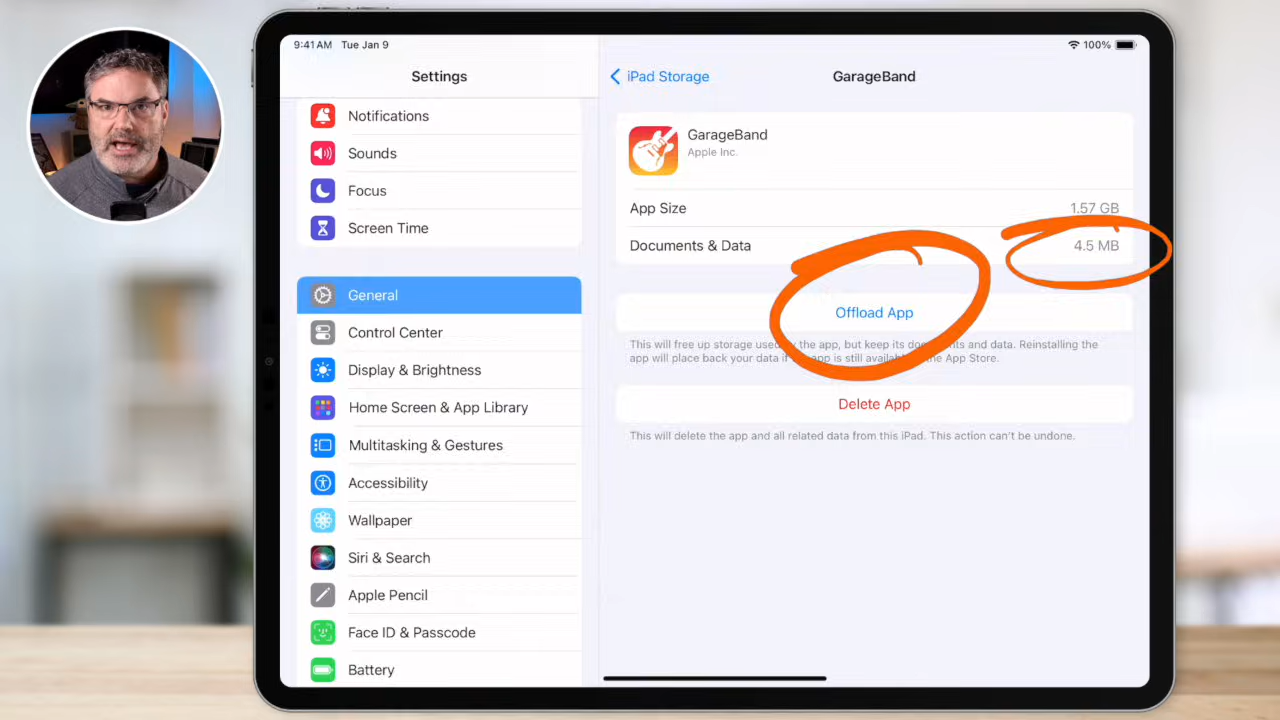 9:41 AM Tue Jan 9
100%
Settings
Notifications
Sounds
Focus
Screen Time
General
Control Center
Display & Brightness
Home Screen & App Library
Multitasking & Gestures
Accessibility
Wallpaper
Siri & Search
Apple Pencil
Face ID & Passcode
Battery
iPad Storage
GarageBand
GarageBand
Apple Inc.
App Size 1.57 GB
Documents & Data 4.5 MB
Offload App
This will free up storage used by the app, but keep its documents and data. Reinstalling the
app will place back your data if app is still available the App Store.
Delete App
This will delete the app and all related data from this iPad. This action can't be undone.